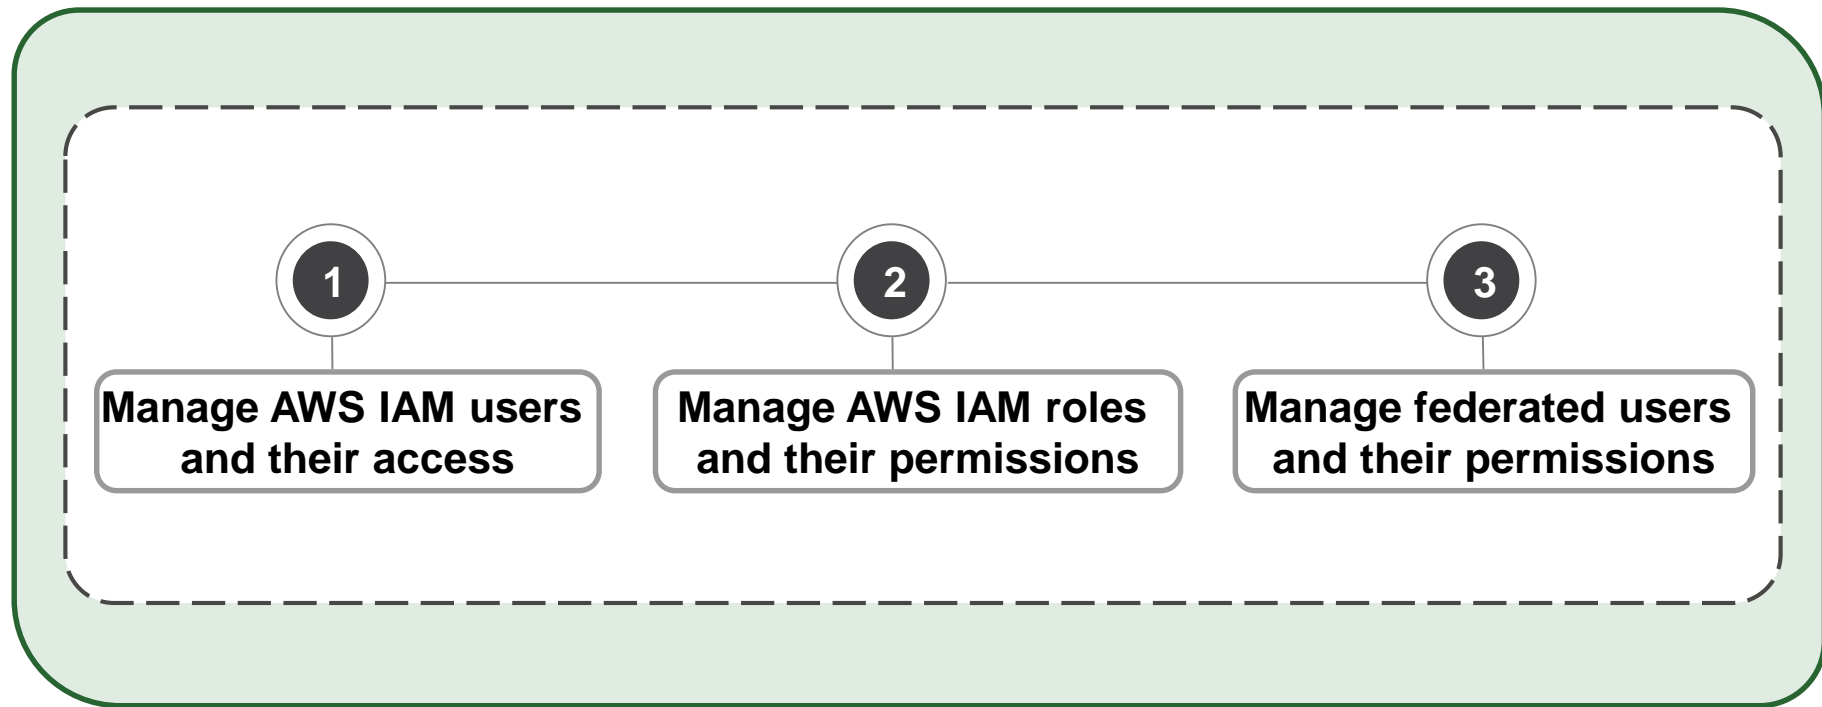 1
2
3
Manage AWS IAM users
and their access
Manage AWS IAM roles
and their permissions
Manage federated users
and their permissions